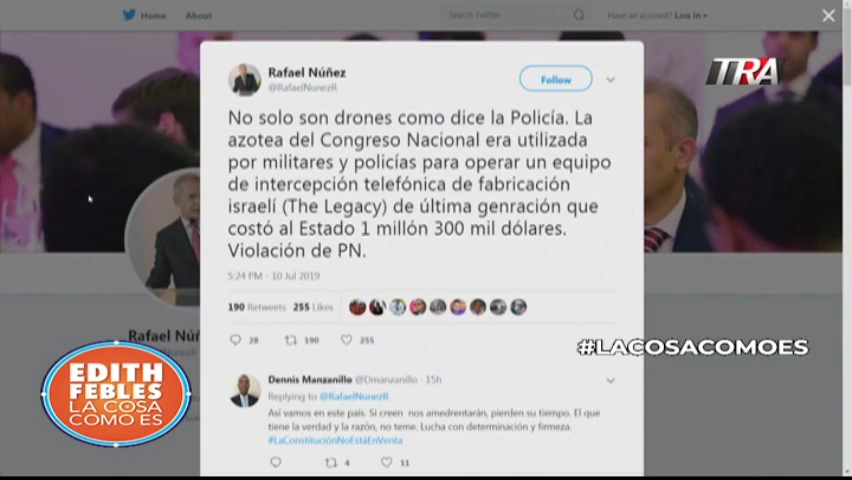 Home About Search Twitter Have an account? Log in
TRA
Rafael Núñez Follow
@RafaelNunezR
No solo son drones como dice la Policía. La
azotea del Congreso Nacional era utilizada
por militares y policías para operar un equipo
de intercepción telefónica de fabricación
israelí (The Legacy) de última genración que
costó al Estado 1 millón 300 mil dólares.
Violación de PN.
5:24 PM - 10 Jul 2019
190 Retweets 255 Likes
28 190 255
Rafael Núñ
#LACOSACOMOES
EDITH
FEBLES
LA COSA
COMO ES
Dennis Manzanillo @Dmanzanillo · 15h
Replying to @RafaelNunezR
Así vamos en este país. Si creen nos amedrentarán, pierden su tiempo. El que
tiene la verdad y la razón, no teme. Lucha con determinación y firmeza.
#LaConstituciónNoEstáEnVenta
4 11